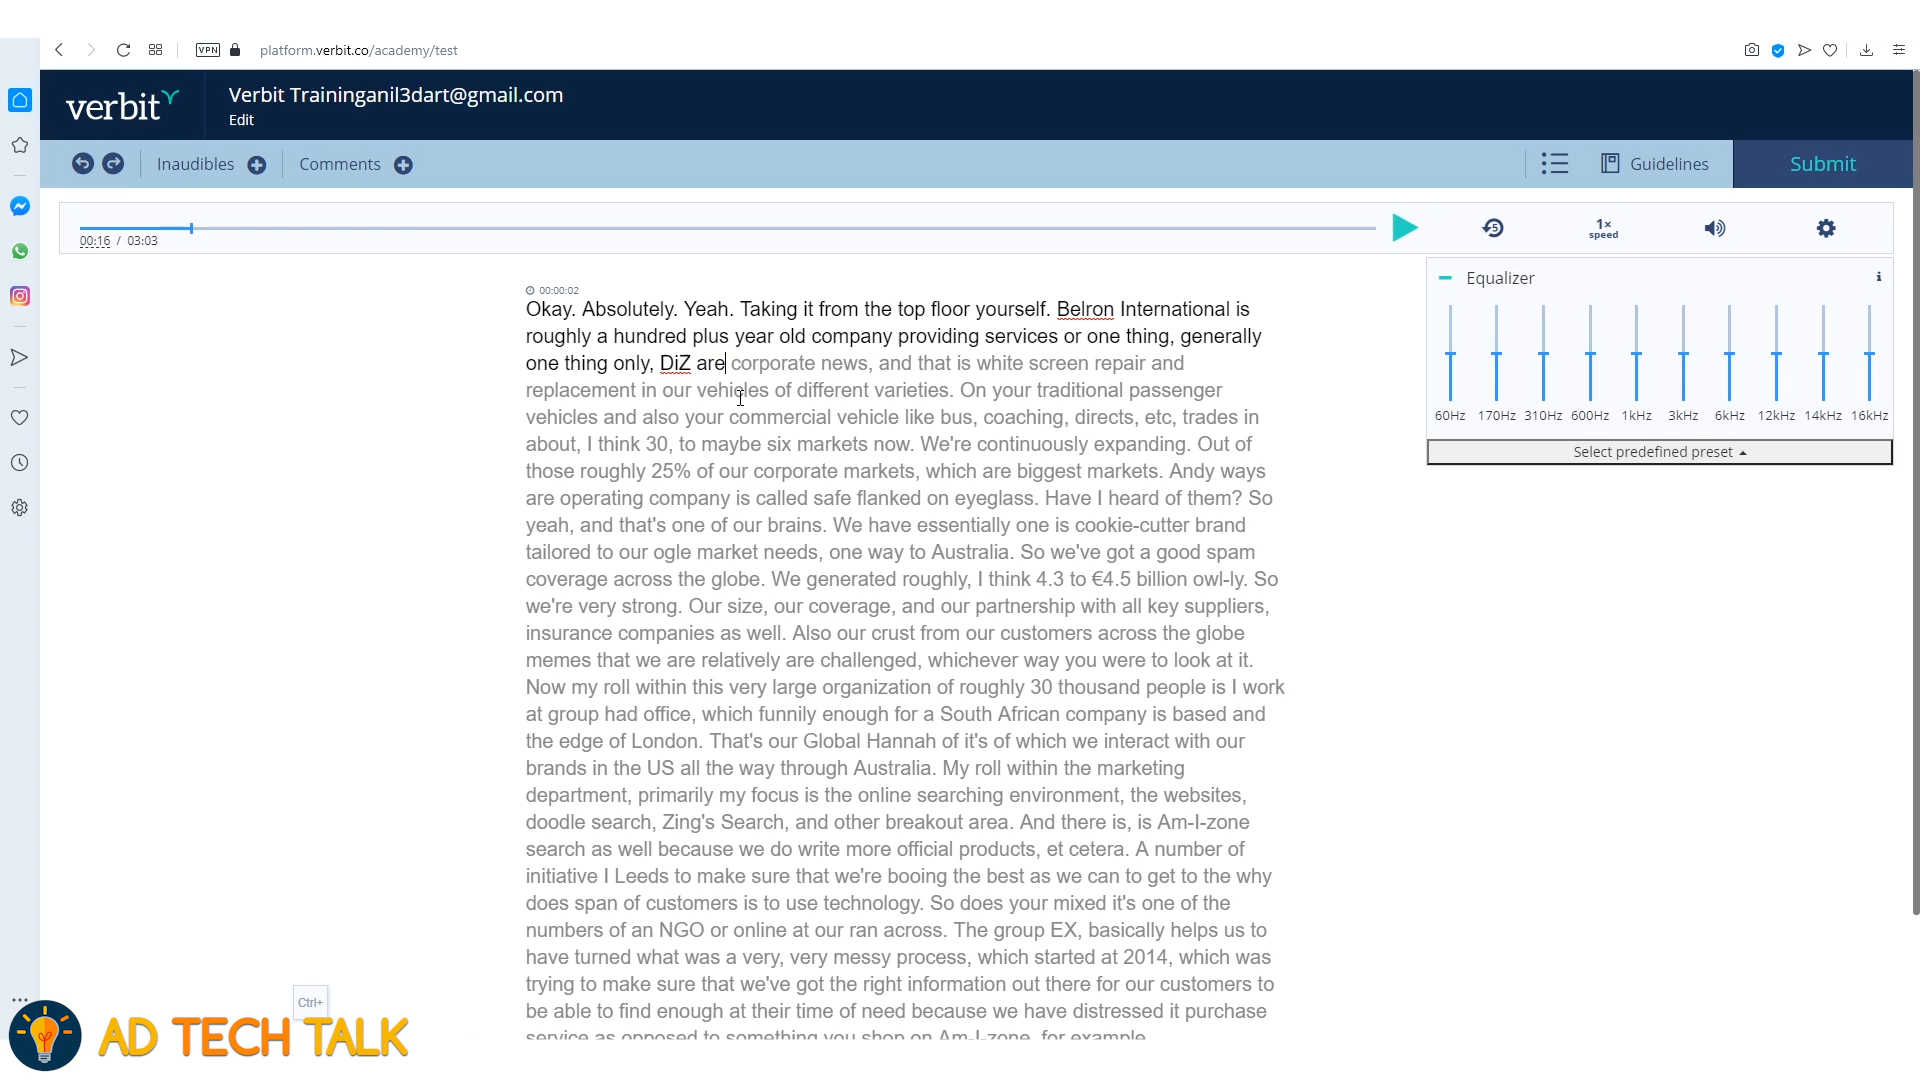 VPN
platform.verbit.co/academy/test
verbit
Verbit Traininganil3dart@gmail.com
Edit
Inaudibles
Comments
Guidelines
Submit
00:16 / 03:03
5
1x
speed
Equalizer
i
60Hz 170Hz 310Hz 600Hz 1kHz 3kHz 6kHz 12kHz 14kHz 16kHz
Select predefined preset
00:00:02
Okay. Absolutely. Yeah. Taking it from the top floor yourself. Belron International is
roughly a hundred plus year old company providing services or one thing, generally
one thing only, DiZ are corporate news, and that is white screen repair and
replacement in our vehicles of different varieties. On your traditional passenger
vehicles and also your commercial vehicle like bus, coaching, directs, etc, trades in
about, I think 30, to maybe six markets now. We're continuously expanding. Out of
those roughly 25% of our corporate markets, which are biggest markets. Andy ways
are operating company is called safe flanked on eyeglass. Have I heard of them? So
yeah, and that's one of our brains. We have essentially one is cookie-cutter brand
tailored to our ogle market needs, one way to Australia. So we've got a good spam
coverage across the globe. We generated roughly, I think 4.3 to €4.5 billion owl-ly. So
we're very strong. Our size, our coverage, and our partnership with all key suppliers,
insurance companies as well. Also our crust from our customers across the globe
memes that we are relatively are challenged, whichever way you were to look at it.
Now my roll within this very large organization of roughly 30 thousand people is I work
at group had office, which funnily enough for a South African company is based and
the edge of London. That's our Global Hannah of it's of which we interact with our
brands in the US all the way through Australia. My roll within the marketing
department, primarily my focus is the online searching environment, the websites,
doodle search, Zing's Search, and other breakout area. And there is, is Am-I-zone
search as well because we do write more official products, et cetera. A number of
initiative I Leeds to make sure that we're booing the best as we can to get to the why
does span of customers is to use technology. So does your mixed it's one of the
numbers of an NGO or online at our ran across. The group EX, basically helps us to
have turned what was a very, very messy process, which started at 2014, which was
trying to make sure that we've got the right information out there for our customers to
be able to find enough at their time of need because we have distressed it purchase
service as opposed to something you shop on Am-I-zone, for example.
Ctrl+
AD TECH TALK